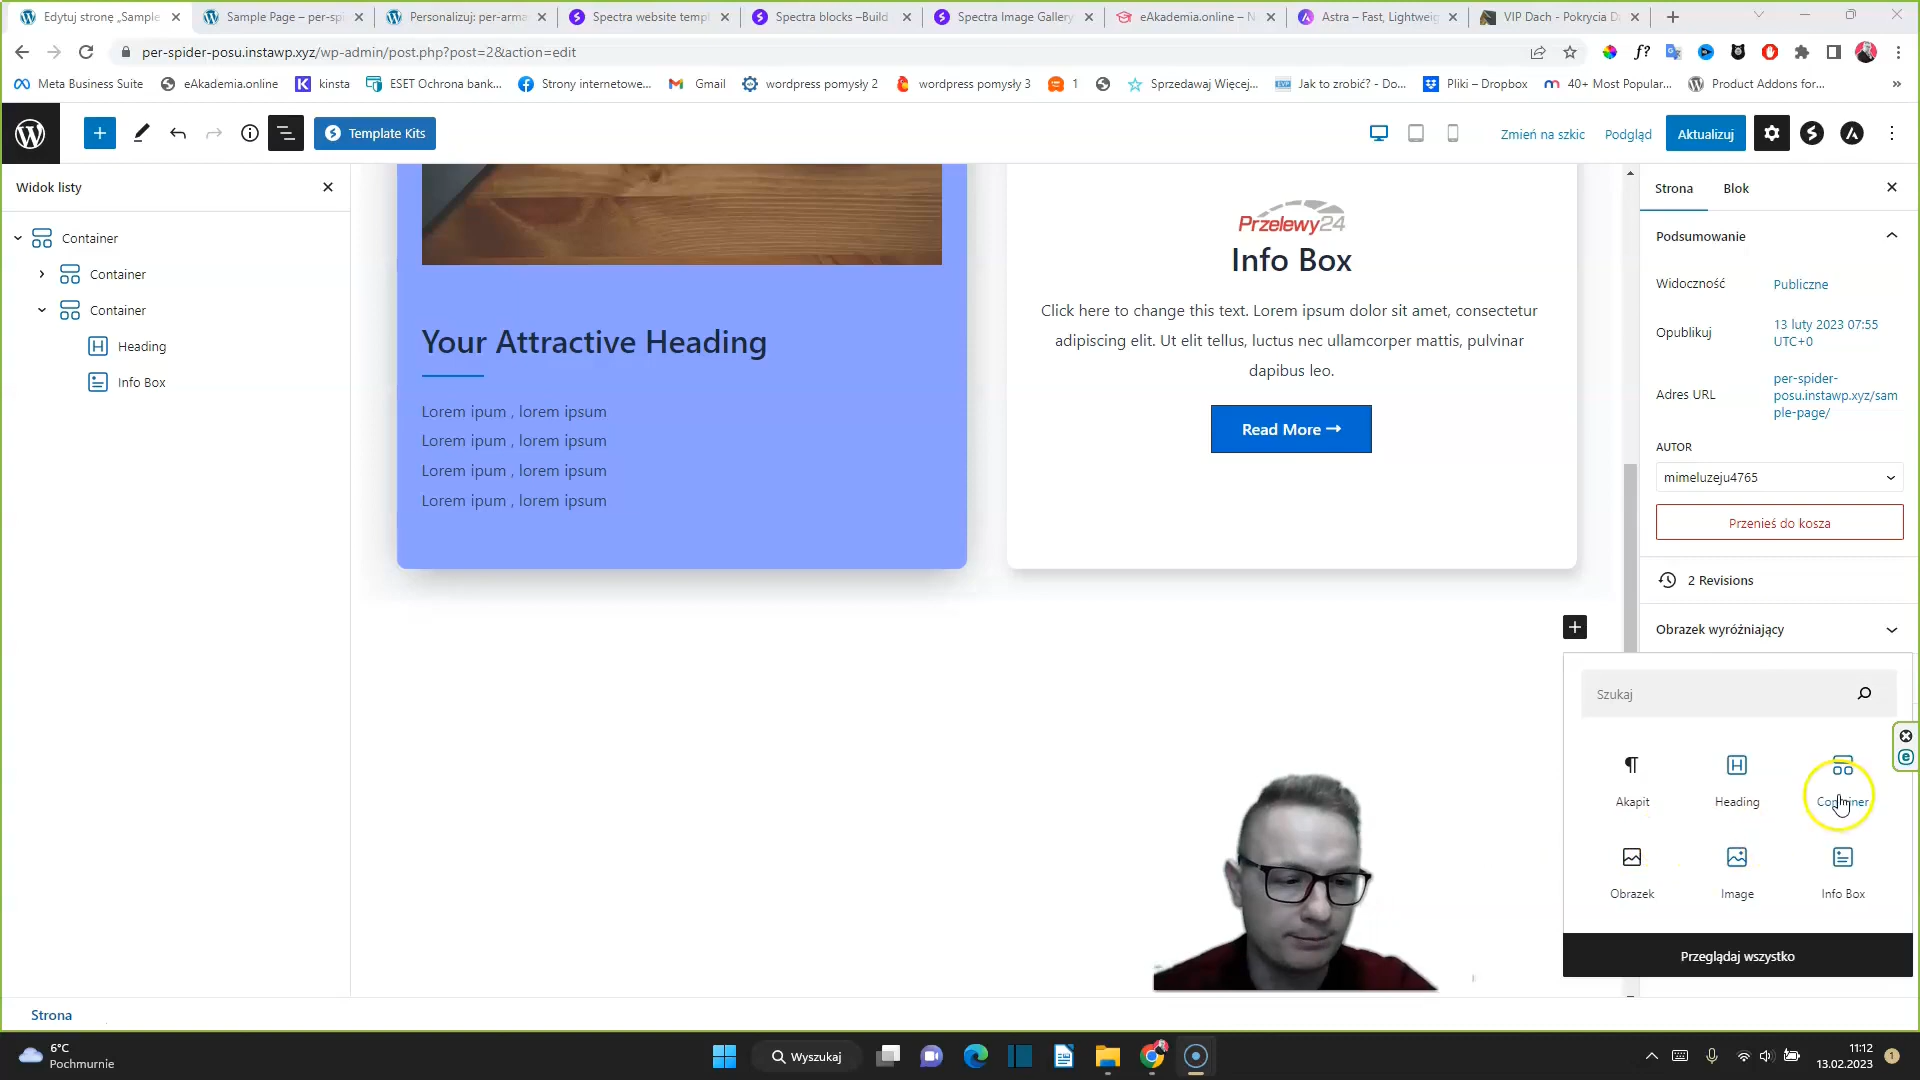 Edytuj stronę „Sample
Sample Page – per-spi
Personalizuj: per-arma
Spectra website templ
Spectra blocks –Build
Spectra Image Gallery
eAkademia.online – N
Astra – Fast, Lightweig
VIP Dach - Pokrycia D
per-spider-posu.instawp.xyz/wp-admin/post.php?post=2&action=edit
Meta Business Suite
eAkademia.online
kinsta
ESET Ochrona bank...
Strony internetowe...
Gmail
wordpress pomysły 2
wordpress pomysły 3
1
Sprzedawaj Więcej,...
Jak to zrobić? - Do...
Pliki – Dropbox
40+ Most Popular...
Product Addons for...
Template Kits
Zmień na szkic
Podgląd
Aktualizuj
Widok listy
Container
Container
Container
Heading
Info Box
Your Attractive Heading
Lorem ipum , lorem ipsum
Lorem ipum , lorem ipsum
Lorem ipum , lorem ipsum
Lorem ipum , lorem ipsum
Przelewy24
Info Box
Click here to change this text. Lorem ipsum dolor sit amet, consectetur
adipiscing elit. Ut elit tellus, luctus nec ullamcorper mattis, pulvinar
dapibus leo.
Read More
Strona
Blok
Podsumowanie
Widoczność
Publiczne
Opublikuj
13 luty 2023 07:55
UTC+0
Adres URL
per-spider-
posu.instawp.xyz/sam
ple-page/
AUTOR
mimeluzeju4765
Przenieś do kosza
2 Revisions
Obrazek wyróżniający
Szukaj
Akapit
Heading
Container
Obrazek
Image
Info Box
Przeglądaj wszystko
Strona
6°C
Pochmurnie
Wyszukaj
11:12
13.02.2023
1